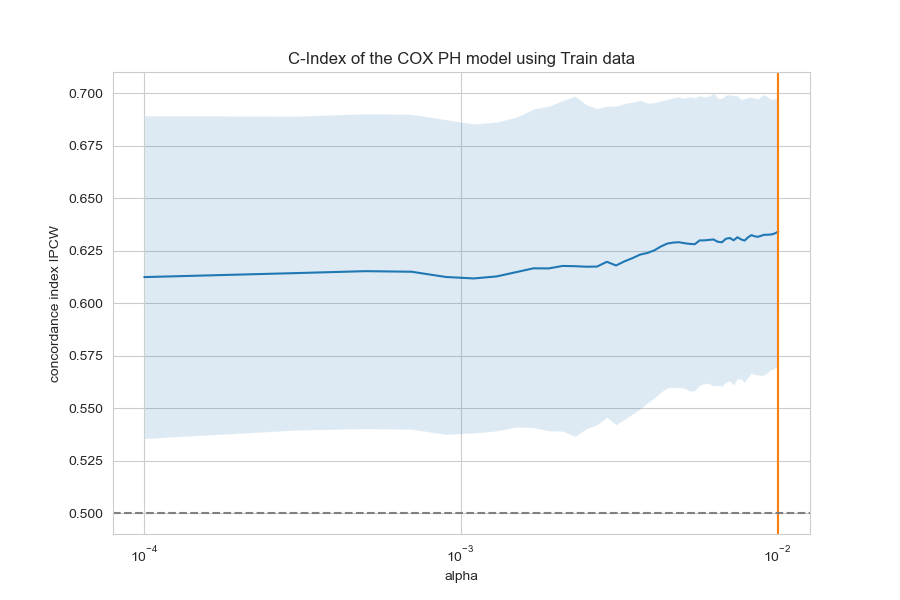 C-Index of the COX PH model using Train data
concordance index IPCW
0.700
0.675
0.650
0.625
0.600
0.575
0.550
0.525
0.500
10⁻⁴ 10⁻³ 10⁻²
alpha